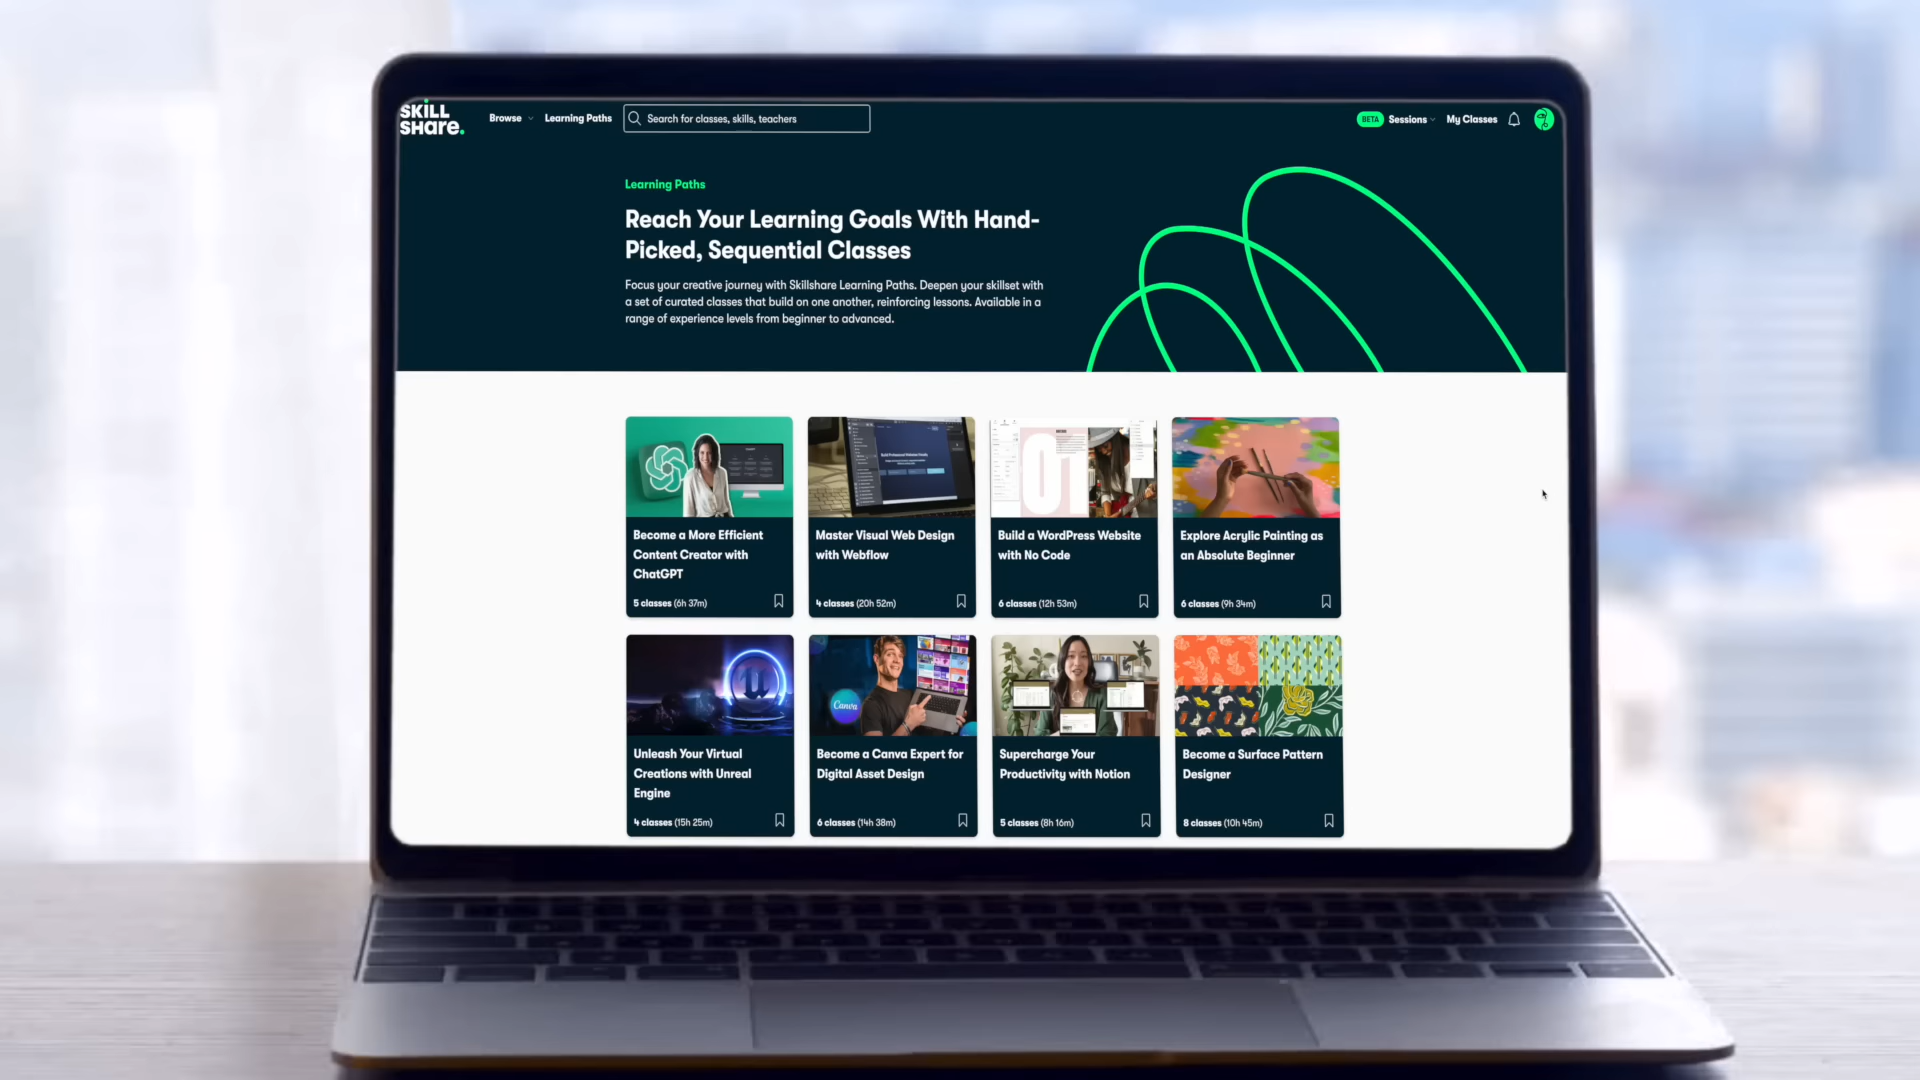 SKILL
SHare.
Browse
Learning Paths
Search for classes, skills, teachers
BETA
Sessions
My Classes
Learning Paths
Reach Your Learning Goals With Hand-
Picked, Sequential Classes
Focus your creative journey with Skillshare Learning Paths. Deepen your skillset with
a set of curated classes that build on one another, reinforcing lessons. Available in a
range of experience levels from beginner to advanced.
01
Become a More Efficient
Content Creator with
ChatGPT
5 classes (6h 37m)
Master Visual Web Design
with Webflow
4 classes (20h 52m)
Build a WordPress Website
with No Code
6 classes (12h 53m)
Explore Acrylic Painting as
an Absolute Beginner
6 classes (9h 34m)
Unleash Your Virtual
Creations with Unreal
Engine
4 classes (15h 25m)
Canva
Become a Canva Expert for
Digital Asset Design
6 classes (14h 38m)
Supercharge Your
Productivity with Notion
5 classes (8h 16m)
Become a Surface Pattern
Designer
8 classes (10h 45m)